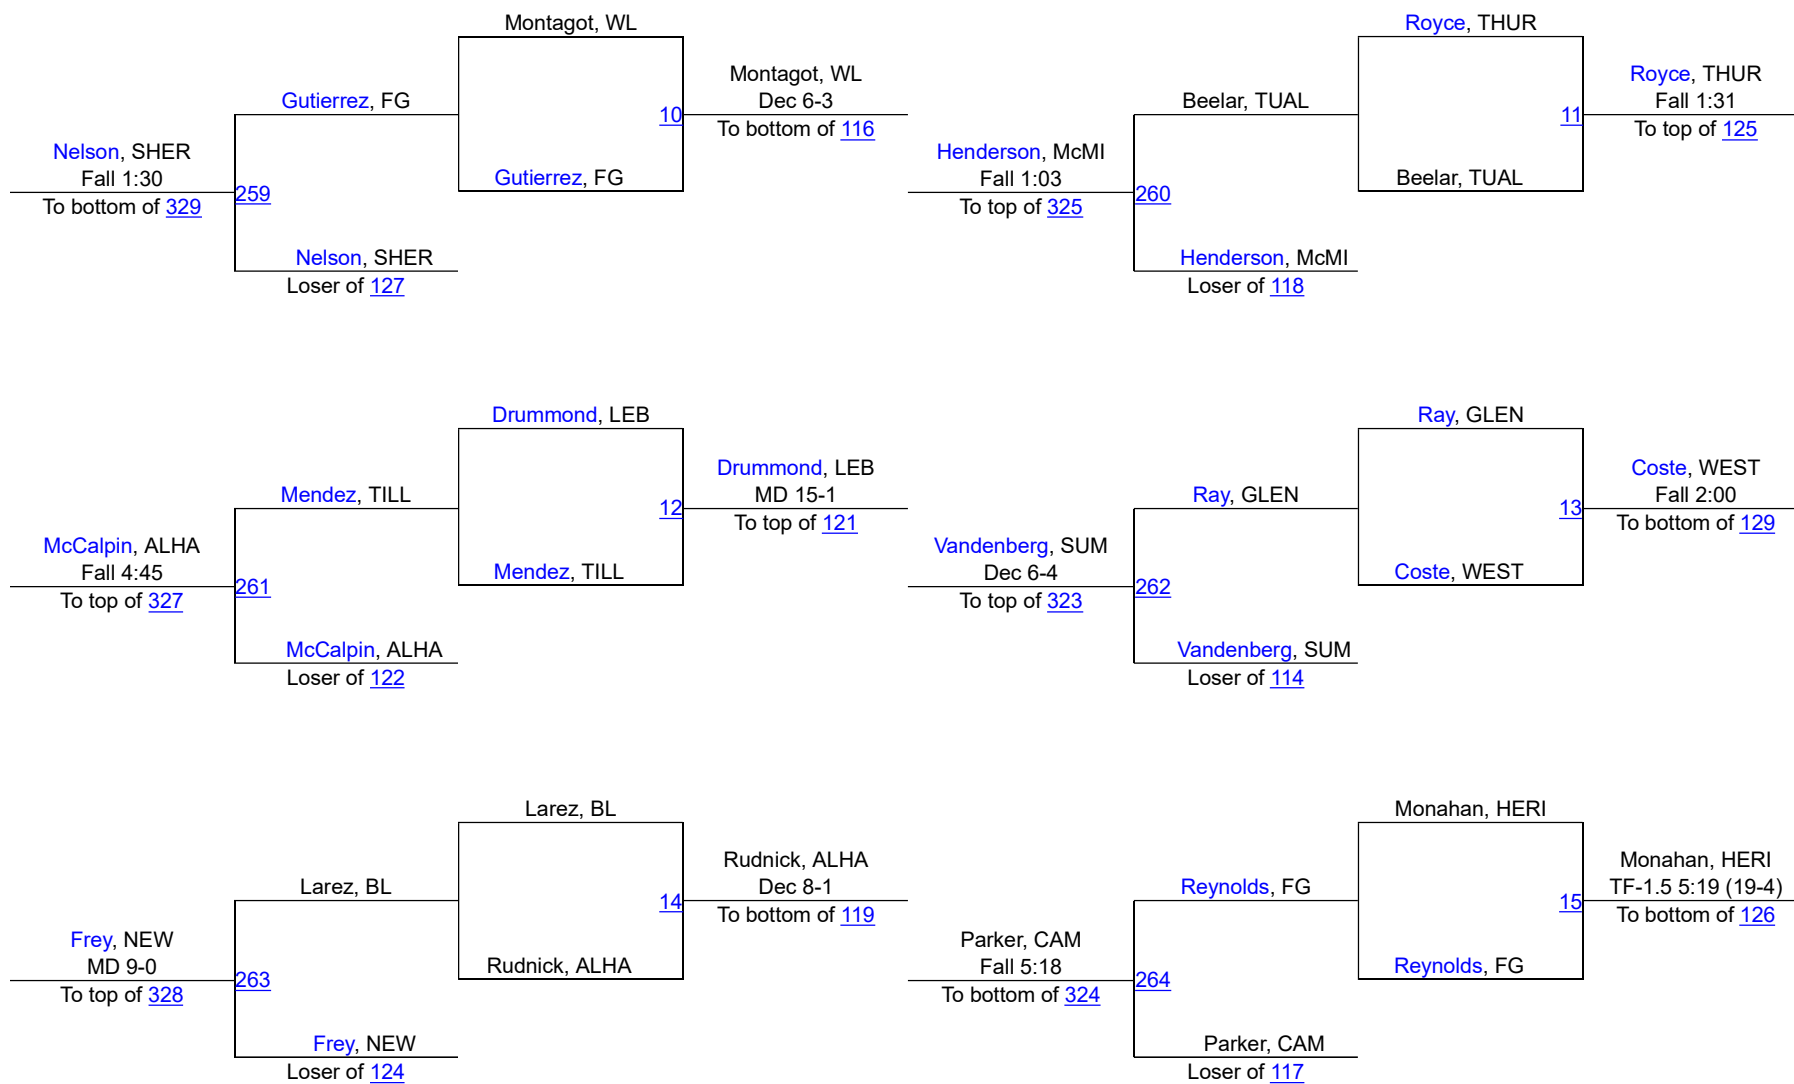 Montagot, WL
Gutierrez, FG
Montagot, WL
Dec 6-3
10
To bottom of 116
Nelson, SHER
Fall 1:30
259
To bottom of 329
Gutierrez, FG
Nelson, SHER
Loser of 127
Royce, THUR
Beelar, TUAL
Royce, THUR
Fall 1:31
11
To top of 125
Henderson, McMI
Fall 1:03
260
To top of 325
Beelar, TUAL
Henderson, McMI
Loser of 118
Drummond, LEB
Mendez, TILL
Drummond, LEB
MD 15-1
12
To top of 121
McCalpin, ALHA
Fall 4:45
261
To top of 327
Mendez, TILL
McCalpin, ALHA
Loser of 122
Ray, GLEN
Ray, GLEN
Coste, WEST
Fall 2:00
13
To bottom of 129
Vandenberg, SUM
Dec 6-4
262
To top of 323
Coste, WEST
Vandenberg, SUM
Loser of 114
Larez, BL
Larez, BL
Rudnick, ALHA
Dec 8-1
14
To bottom of 119
Frey, NEW
MD 9-0
263
To top of 328
Rudnick, ALHA
Frey, NEW
Loser of 124
Monahan, HERI
Reynolds, FG
Monahan, HERI
TF-1.5 5:19 (19-4)
15
To bottom of 126
Parker, CAM
Fall 5:18
264
To bottom of 324
Reynolds, FG
Parker, CAM
Loser of 117